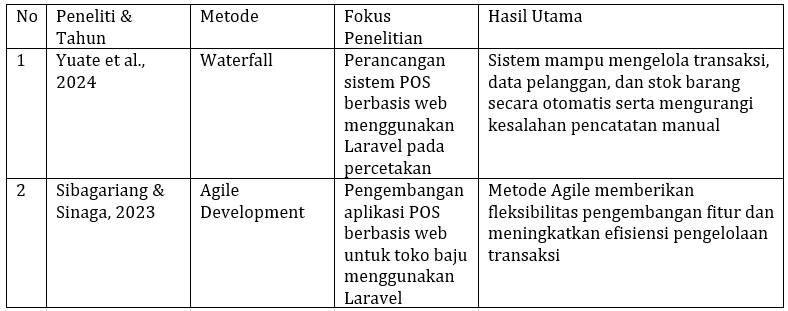 No Peneliti & Tahun Metode Fokus Penelitian Hasil Utama
1 Yuate et al., 2024 Waterfall Perancangan sistem POS berbasis web menggunakan Laravel pada percetakan Sistem mampu mengelola transaksi, data pelanggan, dan stok barang secara otomatis serta mengurangi kesalahan pencatatan manual
2 Sibagariang & Sinaga, 2023 Agile Development Pengembangan aplikasi POS berbasis web untuk toko baju menggunakan Laravel Metode Agile memberikan fleksibilitas pengembangan fitur dan meningkatkan efisiensi pengelolaan transaksi